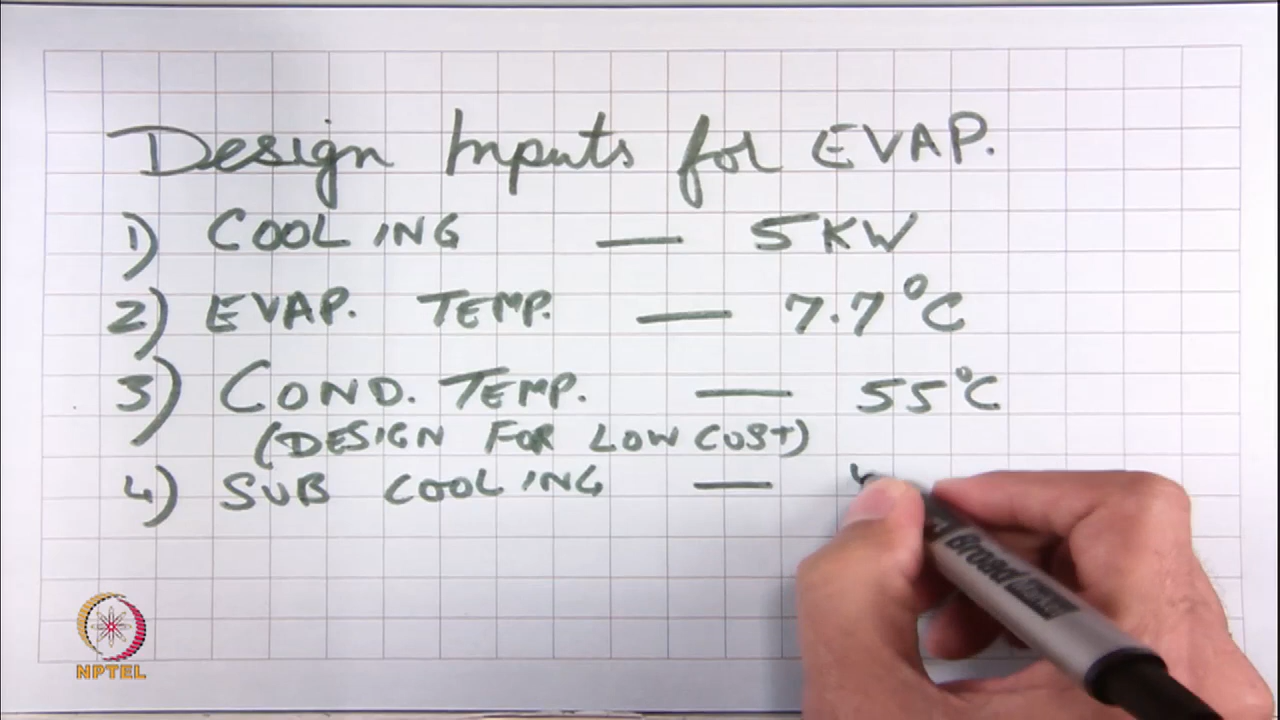 Design Inputs for EVAP.
1) COOLING — 5KW
2) EVAP. TEMP. — 7.7°C
3) COND. TEMP. — 55°C
(DESIGN FOR LOW COST)
4) SUB COOLING —
Broad
NPTEL